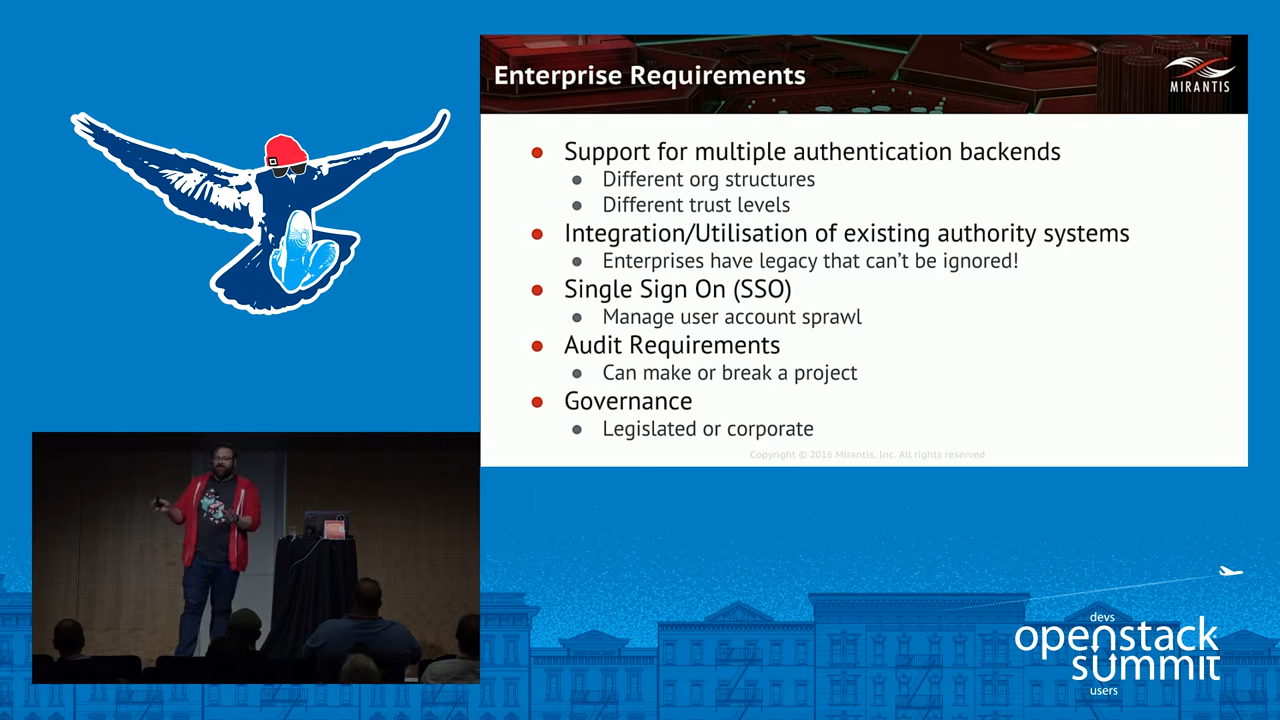 Enterprise Requirements
MIRANTIS
Support for multiple authentication backends
Different org structures
Different trust levels
Integration/Utilisation of existing authority systems
Enterprises have legacy that can’t be ignored!
Single Sign On (SSO)
Manage user account sprawl
Audit Requirements
Can make or break a project
Governance
Legislated or corporate
Copyright © 2016 Mirantis, Inc. All rights reserved
devs
openstack
summit
users